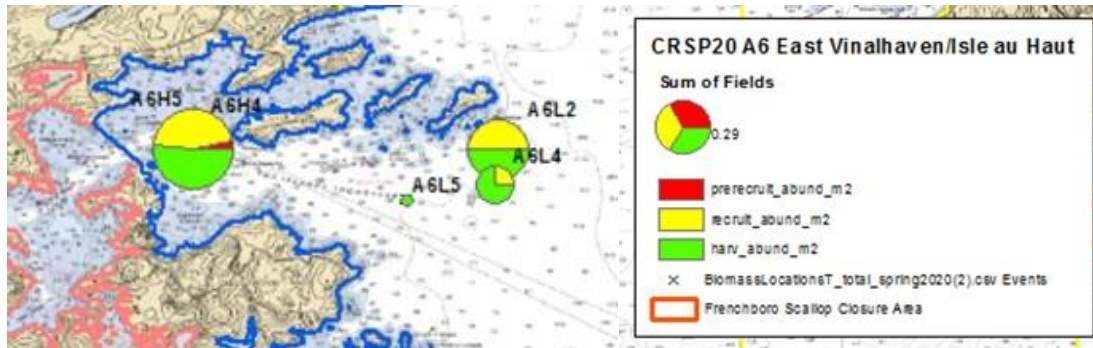 A6H5
A6H4
A6L2
A6L4
A6L5
CRSP20 A6 East Vinalhaven/Isle au Haut
Sum of Fields
0.29
prerecruit_abund_m2
recruit_abund_m2
harv_abund_m2
BiomassLocationsT_total_spring2020(2).csv Events
Frenchboro Scallop Closure Area